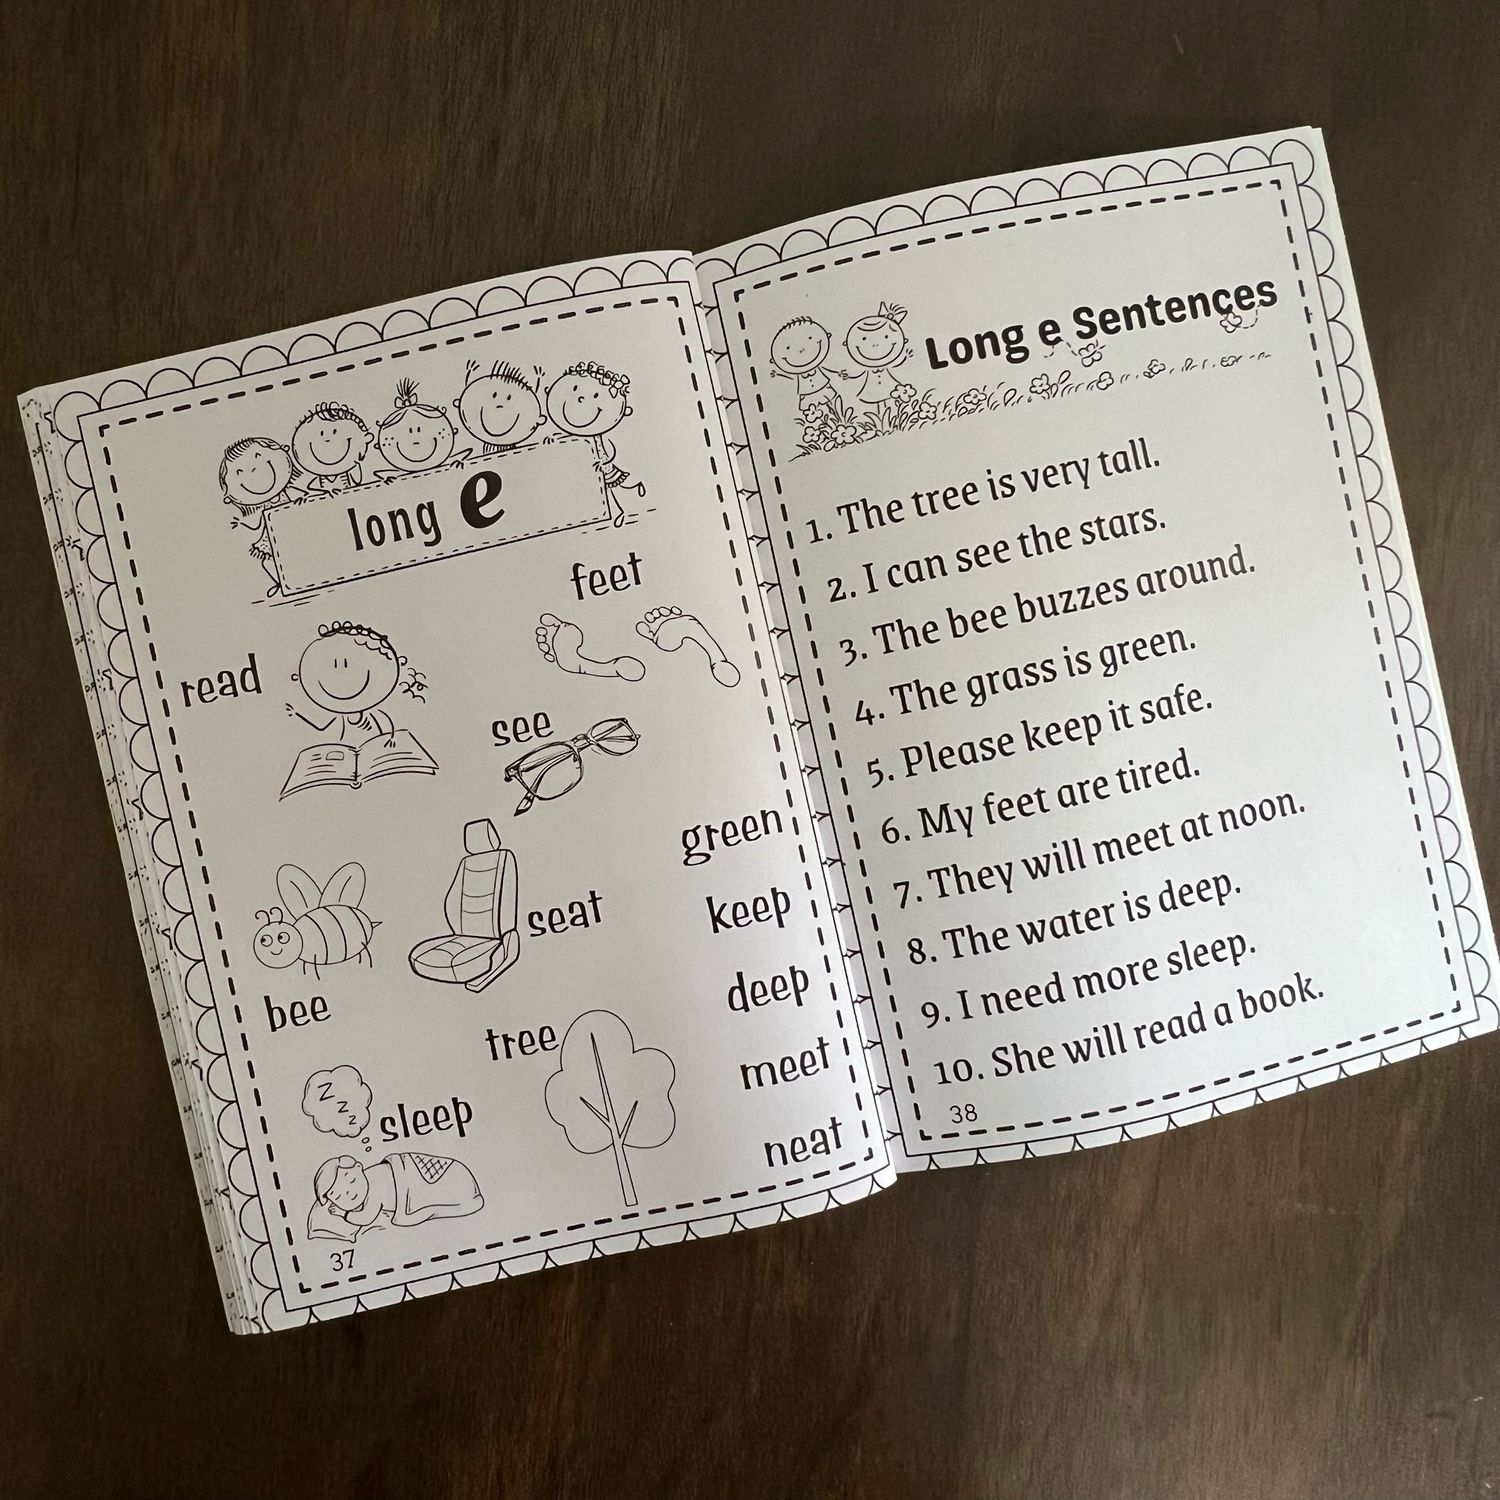 long e
feet
read
see
green
seat
keep
bee
deep
tree
meet
Z Z Z
sleep
neat
37
Long e Sentences
1. The tree is very tall.
2. I can see the stars.
3. The bee buzzes around.
4. The grass is green.
5. Please keep it safe.
6. My feet are tired.
7. They will meet at noon.
8. The water is deep.
9. I need more sleep.
10. She will read a book.
38